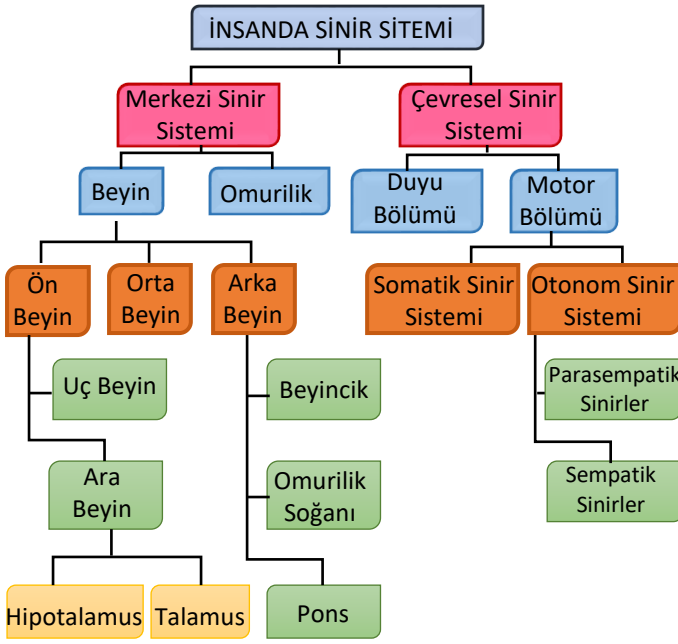 İNSANDA SİNİR SİTEMİ
Merkezi Sinir
Sistemi
Çevresel Sinir
Sistemi
Beyin
Omurilik
Duyu
Bölümü
Motor
Bölümü
Ön
Beyin
Orta
Beyin
Arka
Beyin
Somatik Sinir
Sistemi
Otonom Sinir
Sistemi
Uç Beyin
Beyincik
Parasempatik
Sinirler
Ara
Beyin
Omurilik
Soğanı
Sempatik
Sinirler
Hipotalamus
Talamus
Pons